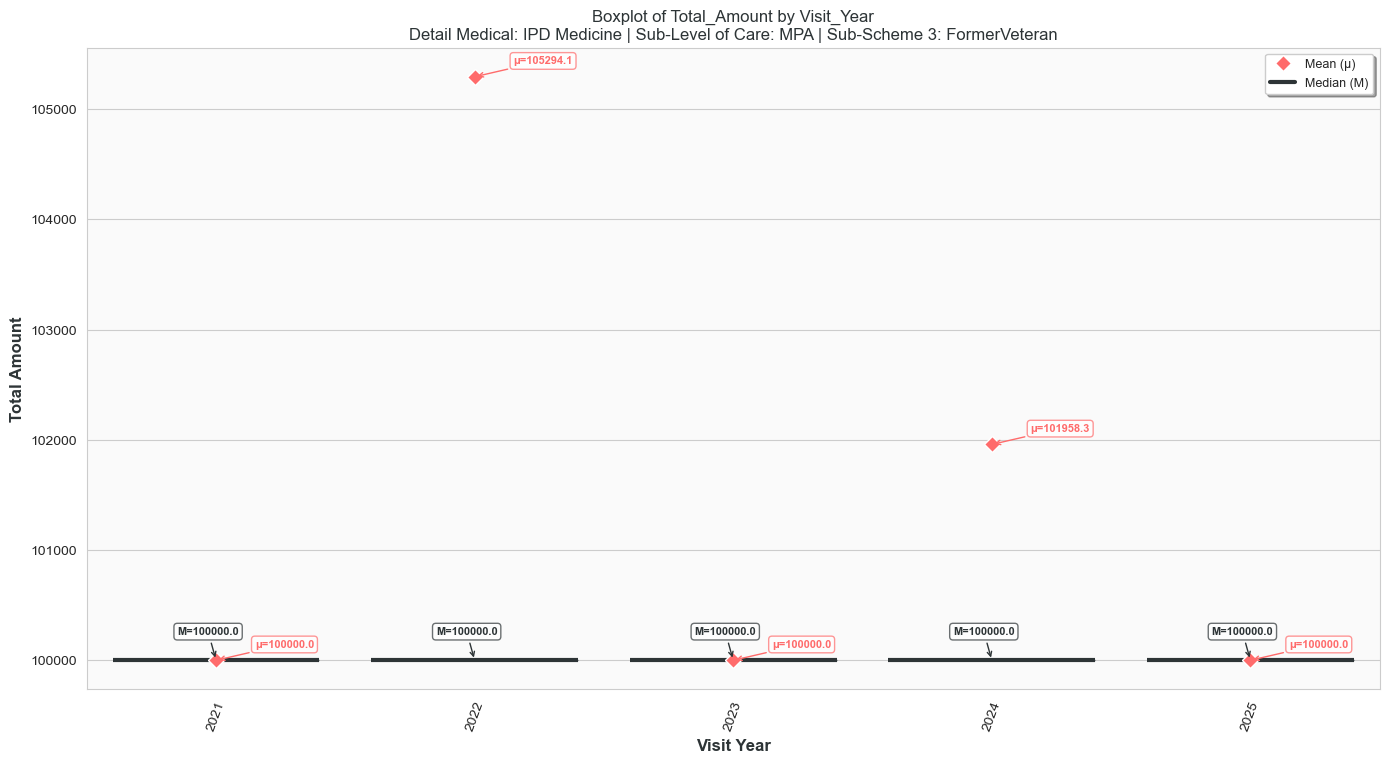 Boxplot of Total_Amount by Visit_Year
Detail Medical: IPD Medicine | Sub-Level of Care: MPA | Sub-Scheme 3: FormerVeteran
μ=105294.1
Mean (μ)
Median (M)
105000
104000
103000
102000
101000
100000
Total Amount
μ=101958.3
M=100000.0
μ=100000.0
M=100000.0
M=100000.0
μ=100000.0
M=100000.0
M=100000.0
μ=100000.0
2021
2022
2023
2024
2025
Visit Year